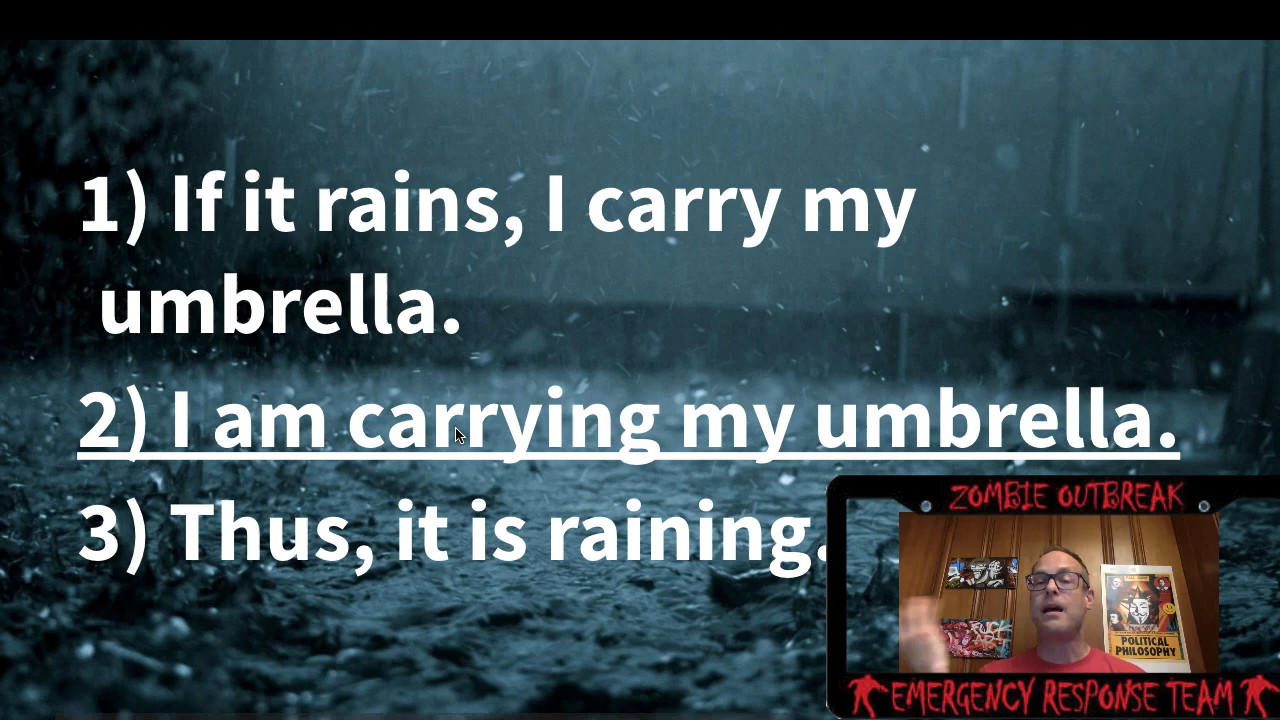 1) If it rains, I carry my
umbrella.
2) I am carrying my umbrella.
3) Thus, it is raining.
ZOMBIE OUTBREAK
POLITICAL
PHILOSOPHY
EMERGENCY RESPONSE TEAM